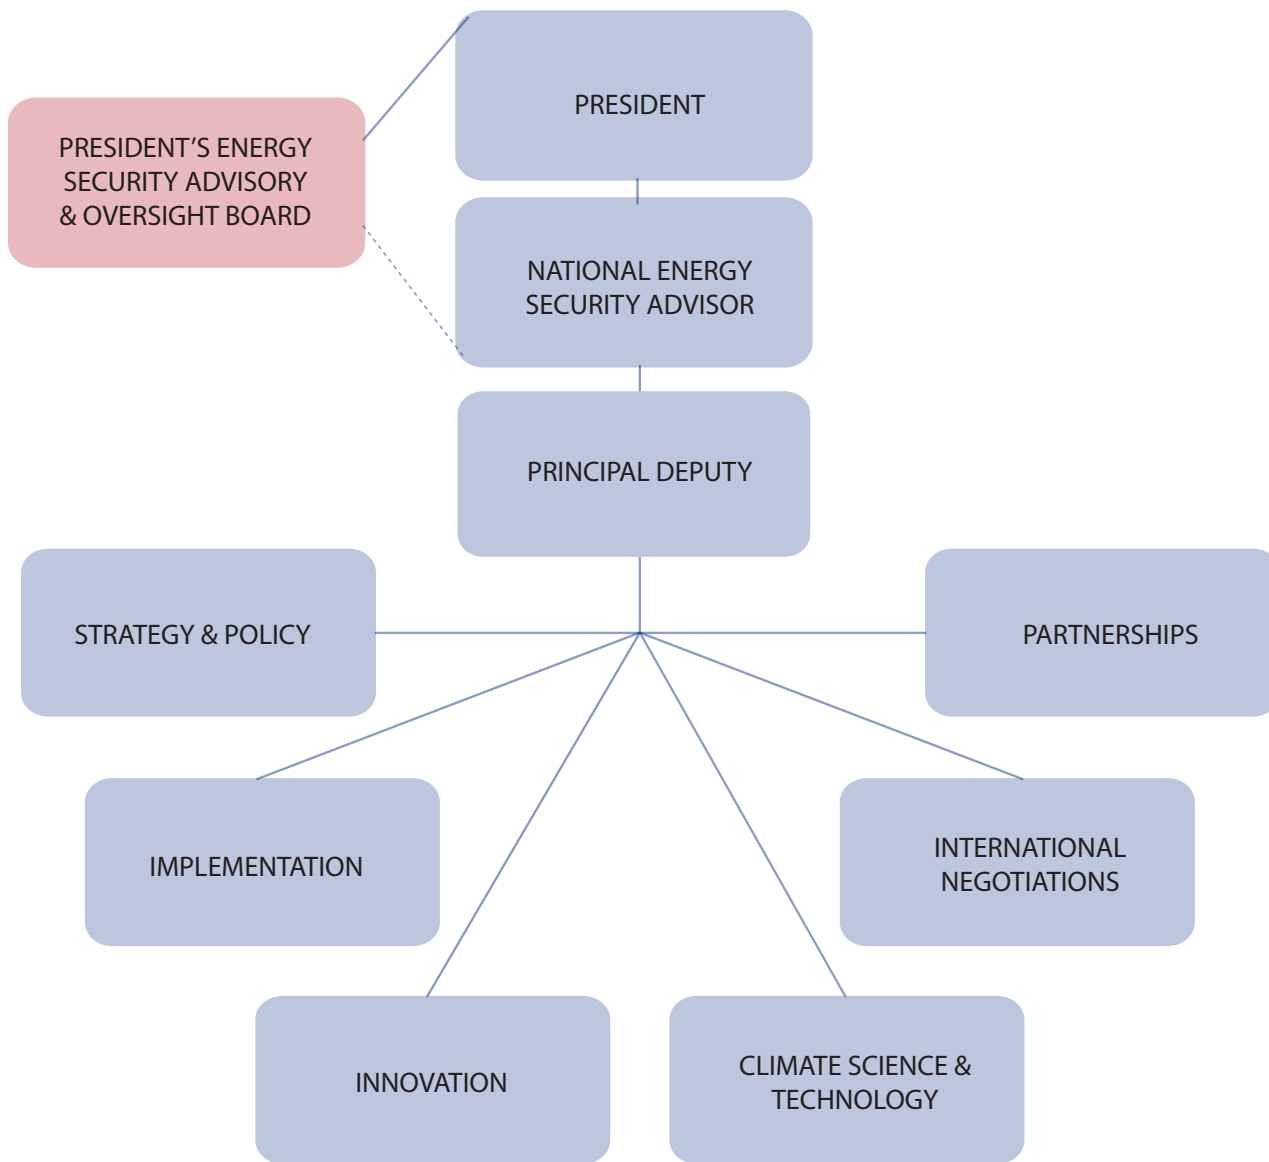 PRESIDENT
PRESIDENT’S ENERGY
SECURITY ADVISORY
& OVERSIGHT BOARD
NATIONAL ENERGY
SECURITY ADVISOR
PRINCIPAL DEPUTY
STRATEGY & POLICY
PARTNERSHIPS
IMPLEMENTATION
INTERNATIONAL
NEGOTIATIONS
INNOVATION
CLIMATE SCIENCE &
TECHNOLOGY